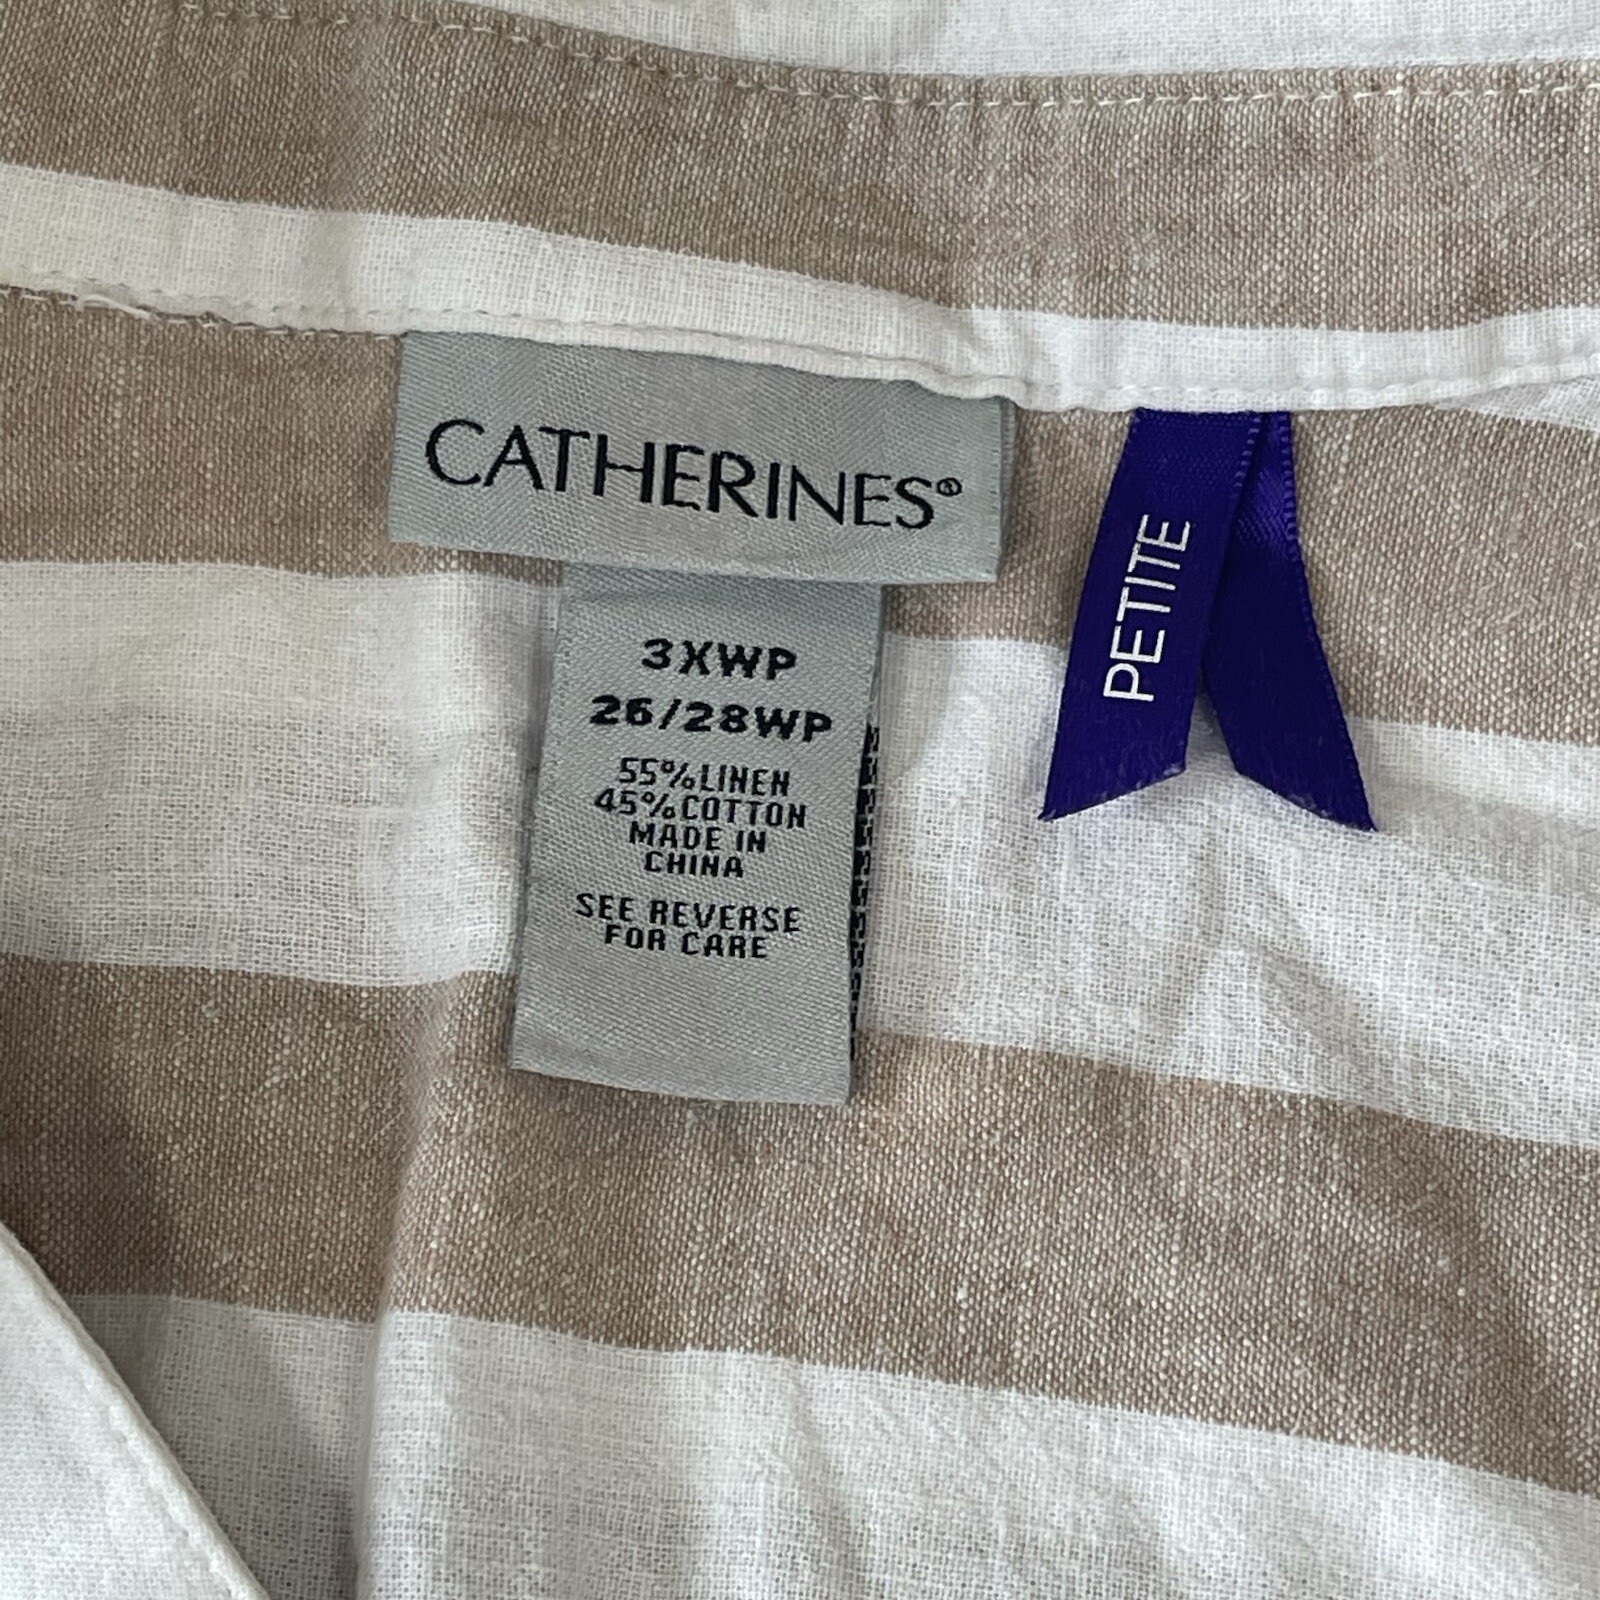 CATHERINES®
3XWP
26/28WP
55%LINEN
45%COTTON
MADE IN
CHINA
SEE REVERSE
FOR CARE
PETITE